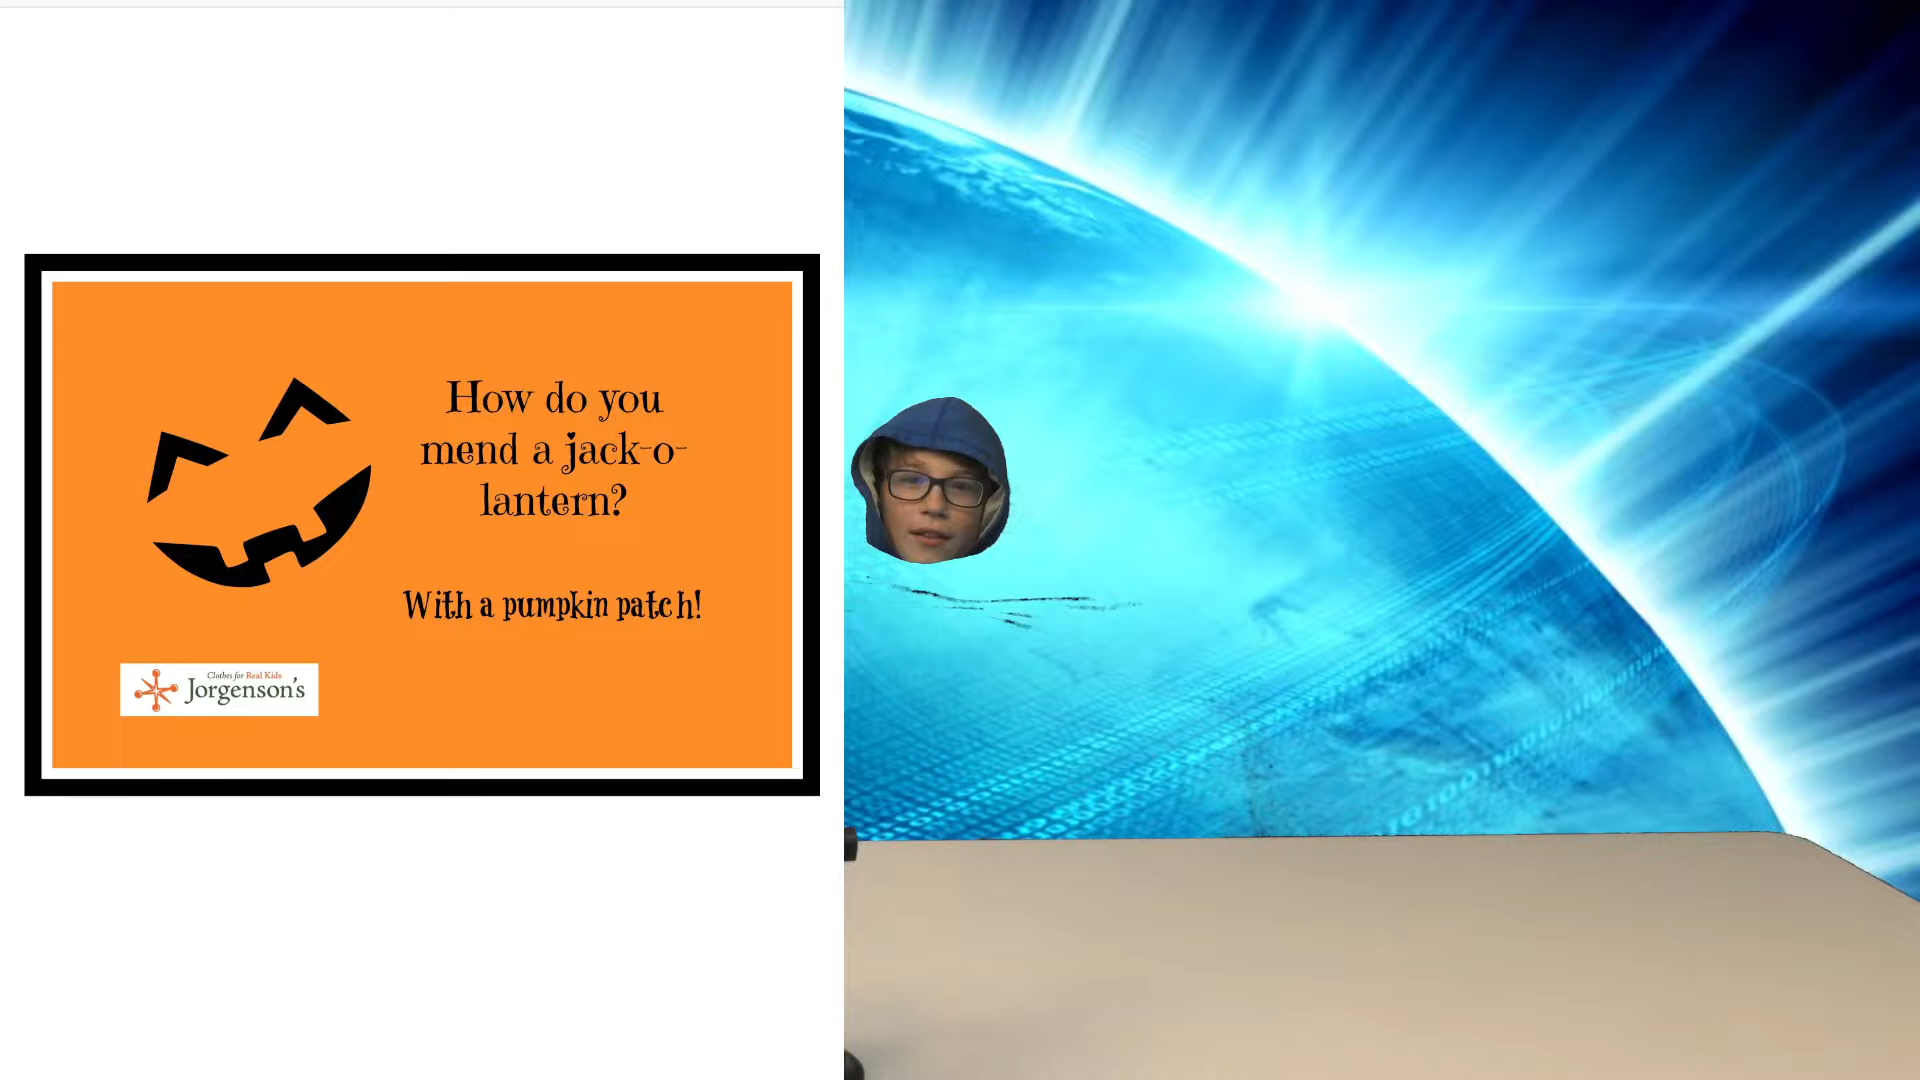 How do you
mend a jack-o-
lantern?
With a pumpkin patch!
Clothes for Real Kids
Jorgenson's